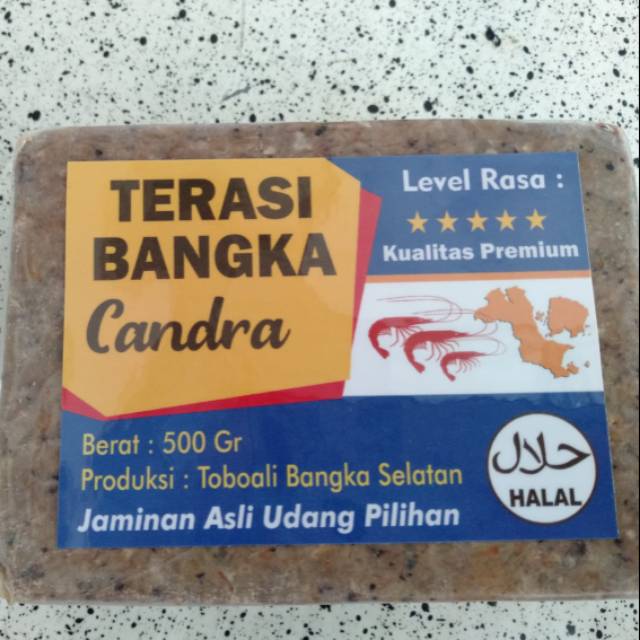 TERASI
BANGKA
Candra
Level Rasa :
Kualitas Premium
Berat : 500 Gr
Produksi : Toboali Bangka Selatan
Jaminan Asli Udang Pilihan
حلال
HALAL